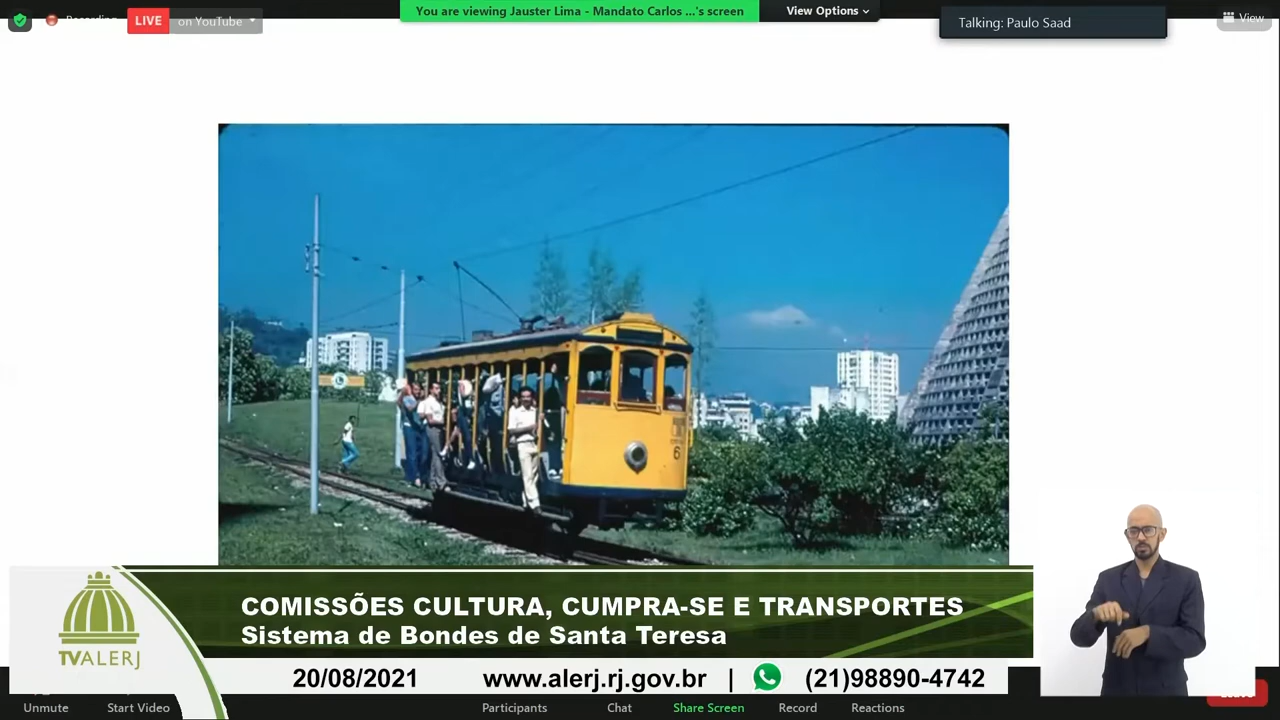 Recording
LIVE
on YouTube
You are viewing Jauster Lima - Mandato Carlos ...'s screen
View Options
Talking: Paulo Saad
View
6
COMISSÕES CULTURA, CUMPRA-SE E TRANSPORTES
Sistema de Bondes de Santa Teresa
TVALERJ
20/08/2021
www.alerj.rj.gov.br | (21)98890-4742
Unmute
Start Video
Participants
Chat
Share Screen
Record
Reactions